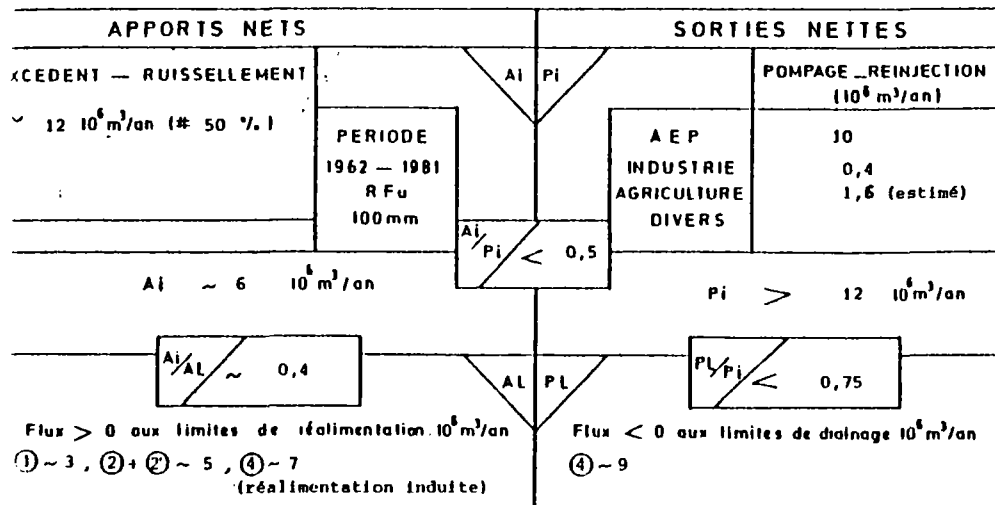 APPORTS NETS
SORTIES NETTES
XCEDENT — RUISSELLEMENT
~ 12 10⁶m³/an (# 50 %.)
PERIODE
1962 — 1981
RFu
100mm
Ai Pi
POMPAGE _REINJECTION
(10⁶ m³/an)
AEP 10
INDUSTRIE 0,4
AGRICULTURE 1,6 (estimé)
DIVERS
Ai/Pi < 0,5
Ai ~ 6 10⁶m³/an
Pi > 12 10⁶m³/an
Ai/AL ~ 0,4
AL PL
PL/Pi < 0,75
Flux > 0 aux limites de réalimentation.10⁶m³/an
① ~ 3 , ② + ②' ~ 5 , ④ ~ 7
(réalimentation induite)
Flux < 0 aux limites de drainage 10⁶m³/an
④ ~ 9